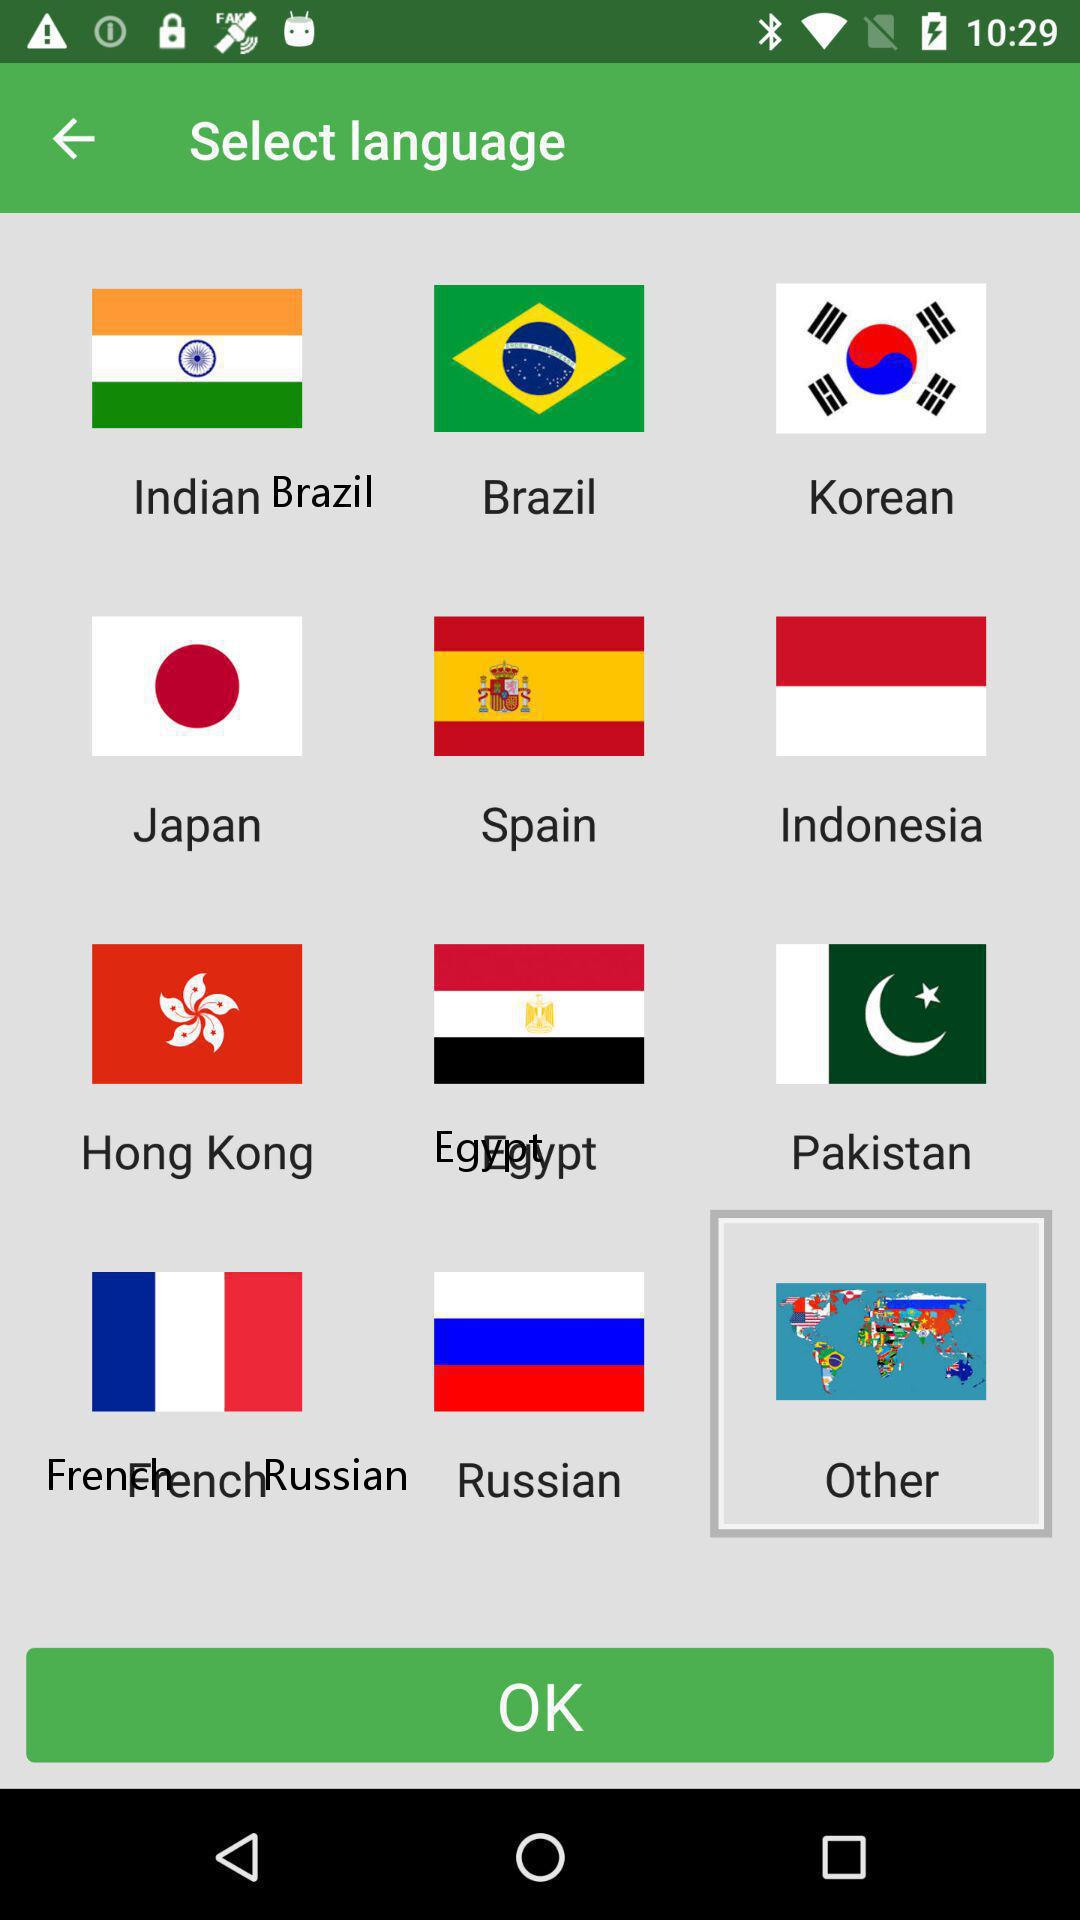 FAKE
10:29
Select language
Indian Brazil Brazil Korean
Japan Spain Indonesia
Hong Kong Egypt Egypt Pakistan
French French Russian Russian Other
OK